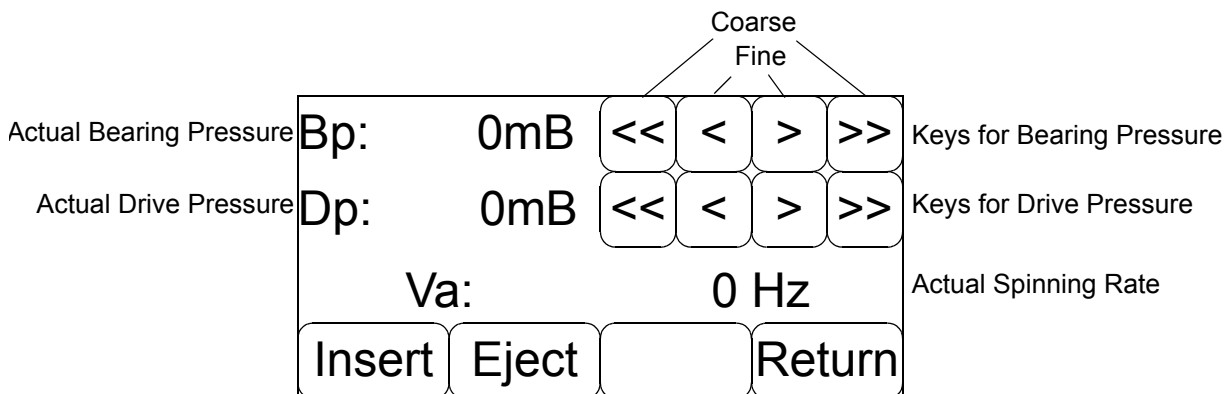 Coarse
Fine
Actual Bearing Pressure Bp: 0mB << < > >> Keys for Bearing Pressure
Actual Drive Pressure Dp: 0mB << < > >> Keys for Drive Pressure
Va: 0 Hz Actual Spinning Rate
Insert Eject Return